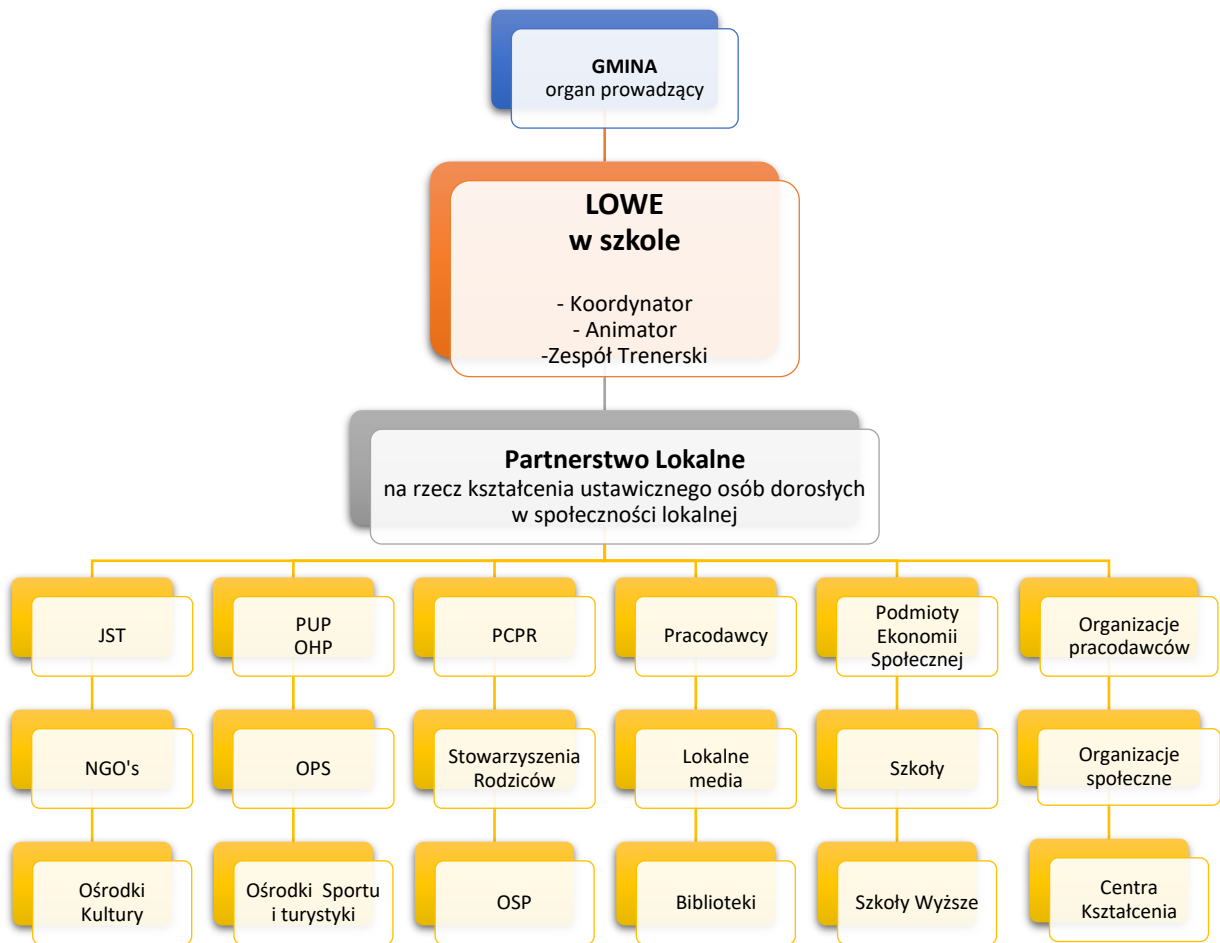 GMINA
organ prowadzący
LOWE
w szkole
- Koordynator
- Animator
-Zespół Trenerski
Partnerstwo Lokalne
na rzecz kształcenia ustawicznego osób dorosłych
w społeczności lokalnej
JST
PUP
OHP
PCPR
Pracodawcy
Podmioty
Ekonomii
Społecznej
Organizacje
pracodawców
NGO's
OPS
Stowarzyszenia
Rodziców
Lokalne
media
Szkoły
Organizacje
społeczne
Ośrodki
Kultury
Ośrodki Sportu
i turystyki
OSP
Biblioteki
Szkoły Wyższe
Centra
Kształcenia